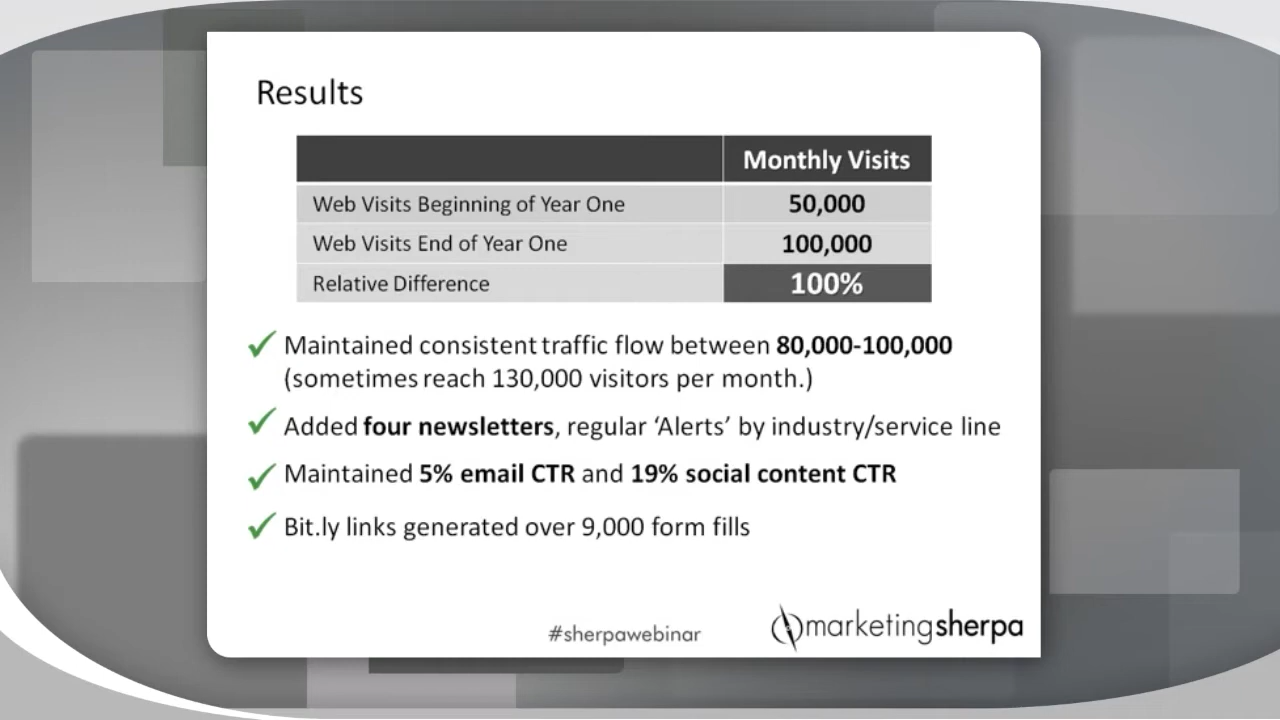 Results
Monthly Visits
Web Visits Beginning of Year One 50,000
Web Visits End of Year One 100,000
Relative Difference 100%
Maintained consistent traffic flow between 80,000-100,000
(sometimes reach 130,000 visitors per month.)
Added four newsletters, regular ‘Alerts’ by industry/service line
Maintained 5% email CTR and 19% social content CTR
Bit.ly links generated over 9,000 form fills
#sherpawebinar
marketingsherpa